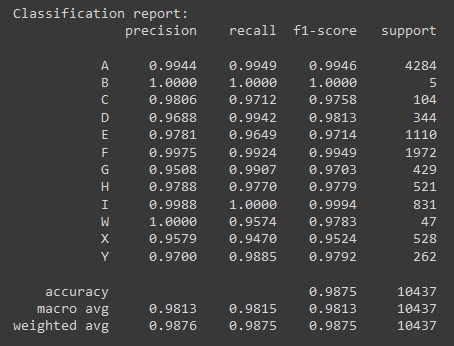 Classification report:
precision recall f1-score support
A 0.9944 0.9949 0.9946 4284
B 1.0000 1.0000 1.0000 5
C 0.9806 0.9712 0.9758 104
D 0.9688 0.9942 0.9813 344
E 0.9781 0.9649 0.9714 1110
F 0.9975 0.9924 0.9949 1972
G 0.9508 0.9907 0.9703 429
H 0.9788 0.9770 0.9779 521
I 0.9988 1.0000 0.9994 831
W 1.0000 0.9574 0.9783 47
X 0.9579 0.9470 0.9524 528
Y 0.9700 0.9885 0.9792 262
accuracy 0.9875 10437
macro avg 0.9813 0.9815 0.9813 10437
weighted avg 0.9876 0.9875 0.9875 10437